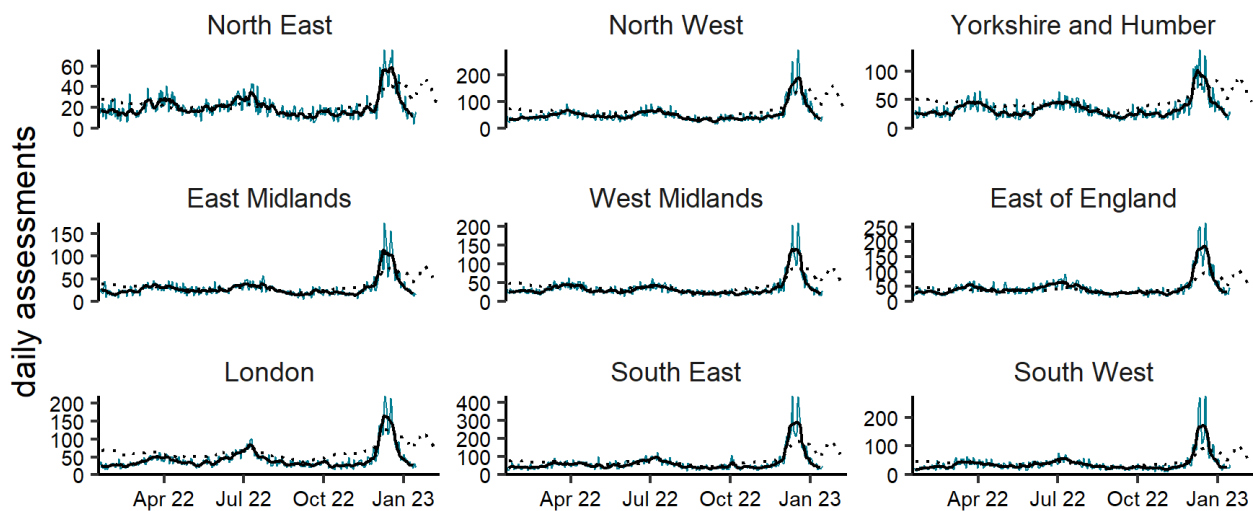 daily assessments
North East
60
40
20
0
North West
200
100
0
Yorkshire and Humber
100
50
0
East Midlands
150
100
50
0
West Midlands
200
150
100
50
0
East of England
250
200
150
100
50
0
London
200
150
100
50
0
South East
400
300
200
100
0
South West
200
100
0
Apr 22 Jul 22 Oct 22 Jan 23
Apr 22 Jul 22 Oct 22 Jan 23
Apr 22 Jul 22 Oct 22 Jan 23